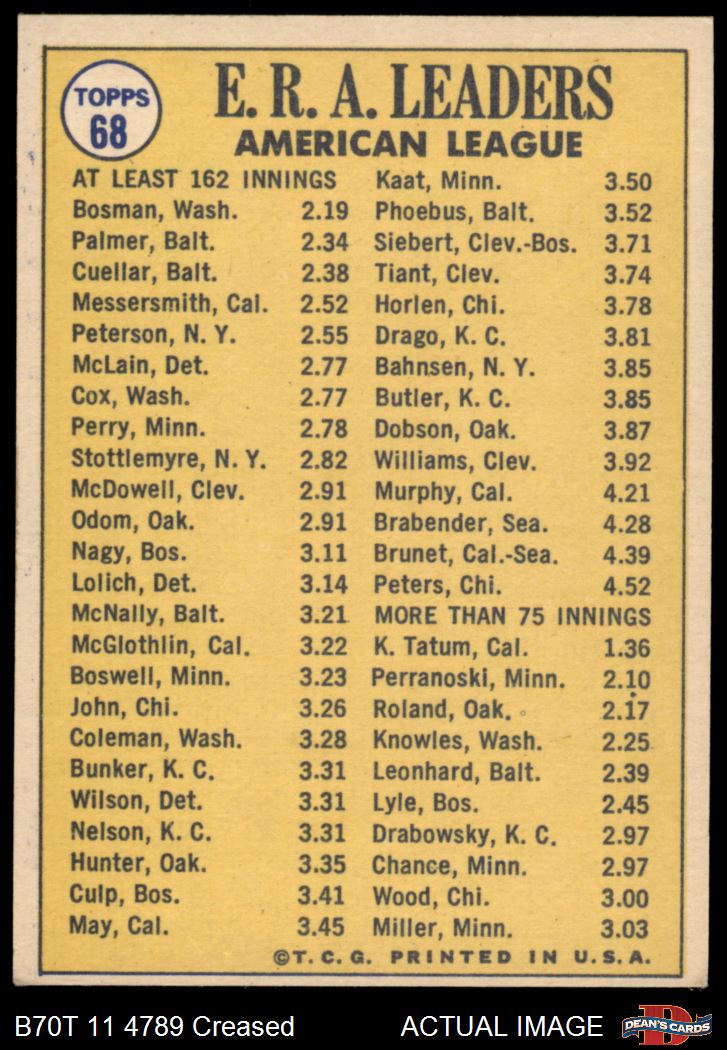 TOPPS
68
E. R. A. LEADERS
AMERICAN LEAGUE
AT LEAST 162 INNINGS
Bosman, Wash. 2.19
Palmer, Balt. 2.34
Cuellar, Balt. 2.38
Messersmith, Cal. 2.52
Peterson, N. Y. 2.55
McLain, Det. 2.77
Cox, Wash. 2.77
Perry, Minn. 2.78
Stottlemyre, N. Y. 2.82
McDowell, Clev. 2.91
Odom, Oak. 2.91
Nagy, Bos. 3.11
Lolich, Det. 3.14
McNally, Balt. 3.21
McGlothlin, Cal. 3.22
Boswell, Minn. 3.23
John, Chi. 3.26
Coleman, Wash. 3.28
Bunker, K. C. 3.31
Wilson, Det. 3.31
Nelson, K. C. 3.31
Hunter, Oak. 3.35
Culp, Bos. 3.41
May, Cal. 3.45
Kaat, Minn. 3.50
Phoebus, Balt. 3.52
Siebert, Clev.-Bos. 3.71
Tiant, Clev. 3.74
Horlen, Chi. 3.78
Drago, K. C. 3.81
Bahnsen, N. Y. 3.85
Butler, K. C. 3.85
Dobson, Oak. 3.87
Williams, Clev. 3.92
Murphy, Cal. 4.21
Brabender, Sea. 4.28
Brunet, Cal.-Sea. 4.39
Peters, Chi. 4.52
MORE THAN 75 INNINGS
K. Tatum, Cal. 1.36
Perranoski, Minn. 2.10
Roland, Oak. 2.17
Knowles, Wash. 2.25
Leonhard, Balt. 2.39
Lyle, Bos. 2.45
Drabowsky, K. C. 2.97
Chance, Minn. 2.97
Wood, Chi. 3.00
Miller, Minn. 3.03
©T. C. G. PRINTED IN U. S. A.
B70T 11 4789 Creased ACTUAL IMAGE
D
DEAN'S CARDS